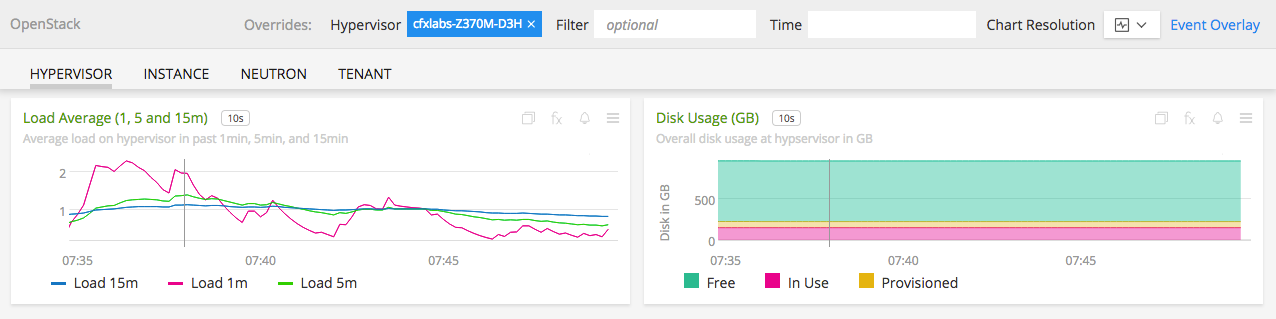 OpenStack Overrides: Hypervisor cfxlabs-Z370M-D3H × Filter optional Time Chart Resolution Event Overlay
HYPERVISOR INSTANCE NEUTRON TENANT
Load Average (1, 5 and 15m) 10s fx
Average load on hypervisor in past 1min, 5min, and 15min
2
1
07:35 07:40 07:45
Load 15m Load 1m Load 5m
Disk Usage (GB) 10s fx
Overall disk usage at hypservisor in GB
Disk in GB
500
0
07:35 07:40 07:45
Free In Use Provisioned